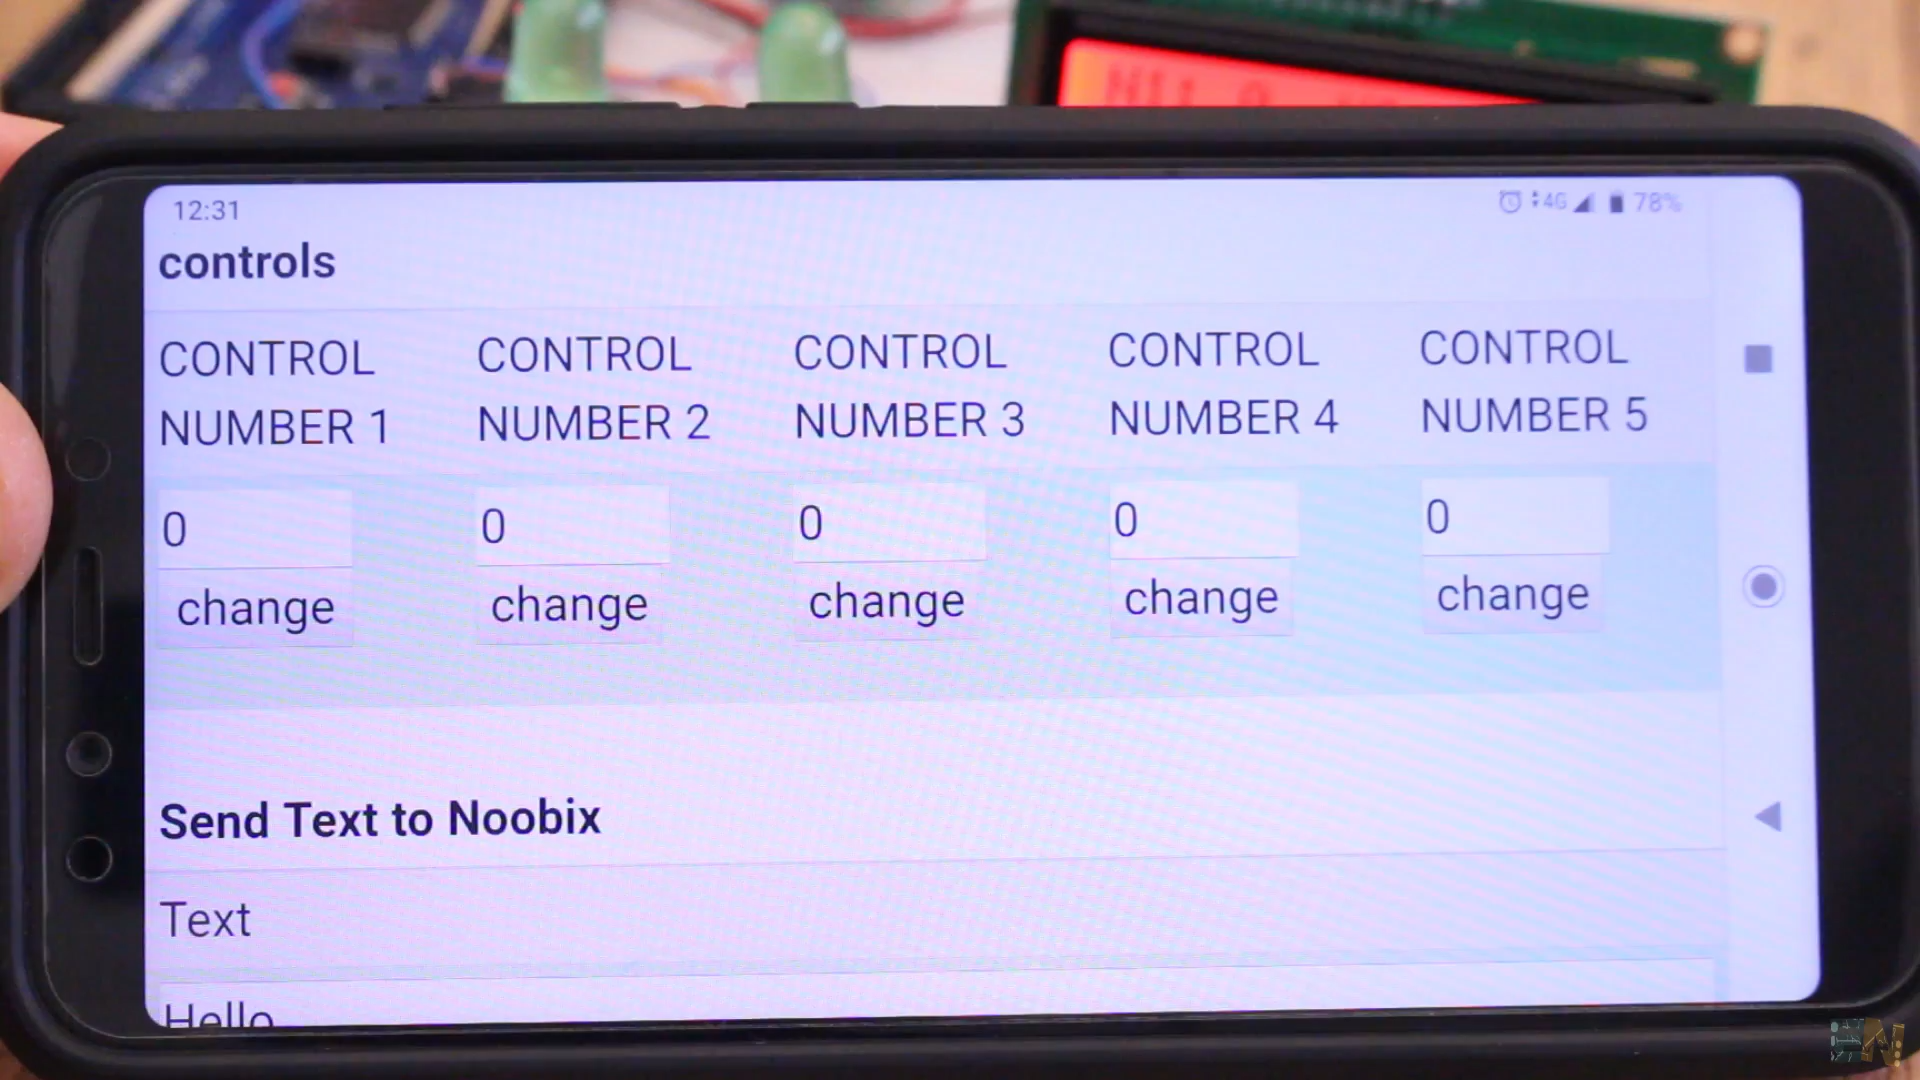 12:31 4G 78%
controls
CONTROL CONTROL CONTROL CONTROL CONTROL
NUMBER 1 NUMBER 2 NUMBER 3 NUMBER 4 NUMBER 5
0 0 0 0 0
change change change change change
Send Text to Noobix
Text
Hello